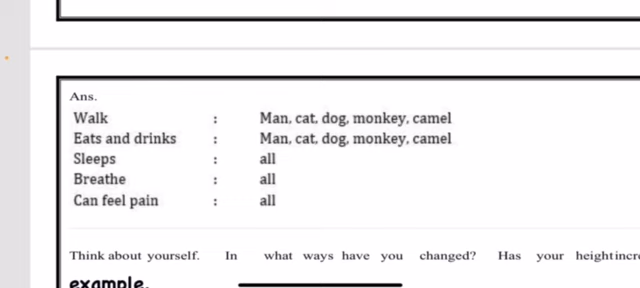 Ans.
Walk : Man, cat, dog, monkey, camel
Eats and drinks : Man, cat, dog, monkey, camel
Sleeps : all
Breathe : all
Can feel pain : all
Think about yourself. In what ways have you changed? Has your height
example.